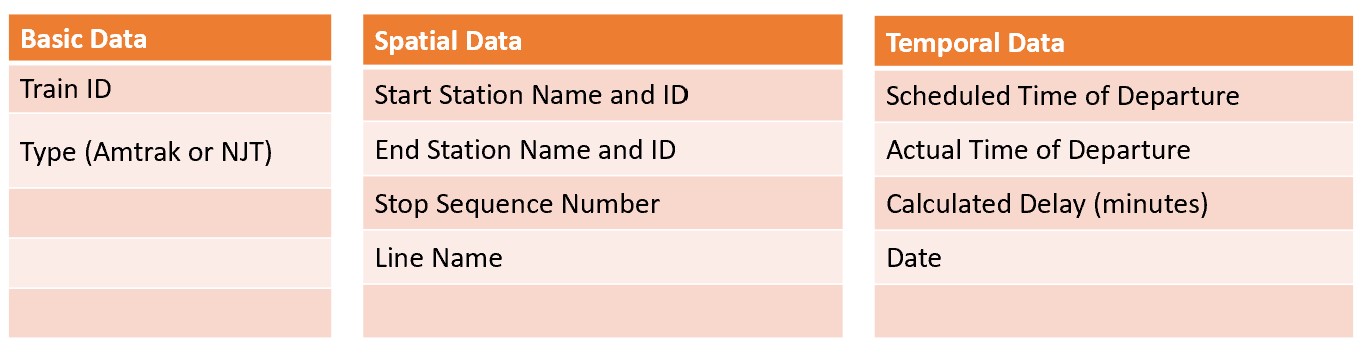 Basic Data
Train ID
Type (Amtrak or NJT)
Spatial Data
Start Station Name and ID
End Station Name and ID
Stop Sequence Number
Line Name
Temporal Data
Scheduled Time of Departure
Actual Time of Departure
Calculated Delay (minutes)
Date